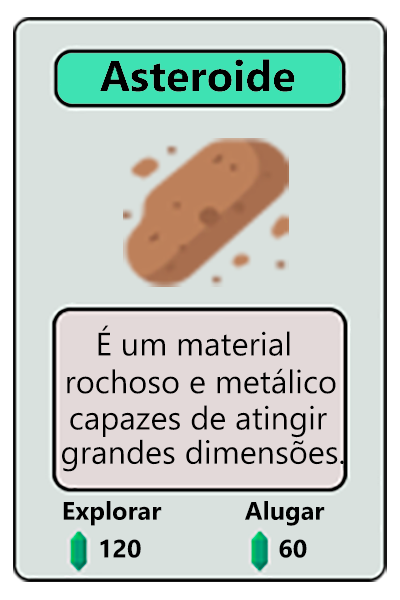 Asteroide
É um material
rochoso e metálico
capazes de atingir
grandes dimensões.
Explorar Alugar
120 60